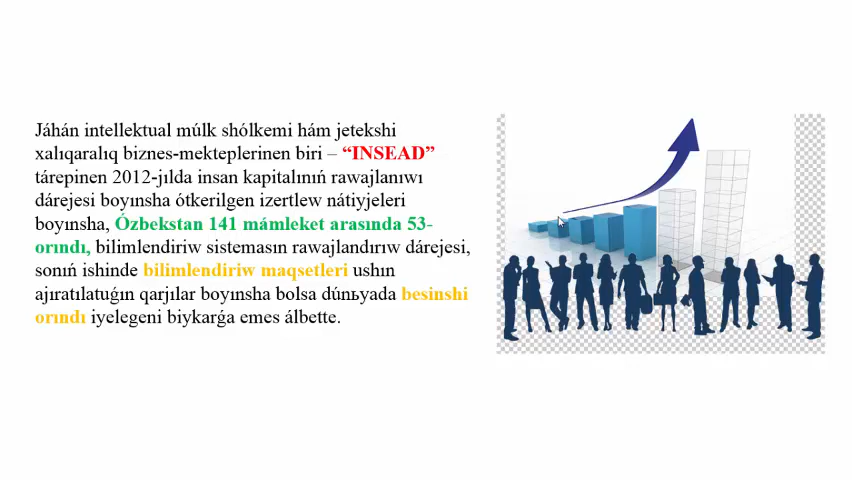 Jáhán intellektual múlk shólkemi hám jetekshi
xalıqaralıq biznes-mekteplerinen biri – “INSEAD”
tárepinen 2012-jılda insan kapitalınıń rawajlanıwı
dárejesi boyınsha ótkerilgen izertlew nátiyjeleri
boyınsha, Ózbekstan 141 mámleket arasında 53-
orındı, bilimlendiriw sistemasın rawajlandırıw dárejesi,
sonıń ishinde bilimlendiriw maqsetleri ushın
ajıratılatuǵın qarjılar boyınsha bolsa dúnьyada besinshi
orındı iyelegeni biykarǵa emes álbette.